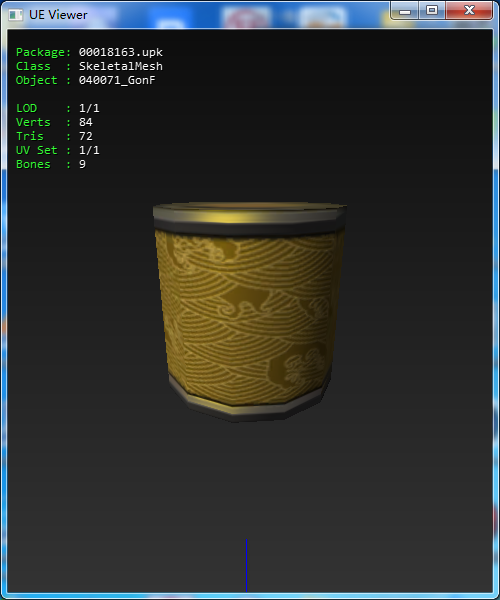 UE Viewer
Package: 00018163.upk
Class : SkeletalMesh
Object : 040071_GonF
LOD : 1/1
Verts : 84
Tris : 72
UV Set : 1/1
Bones : 9